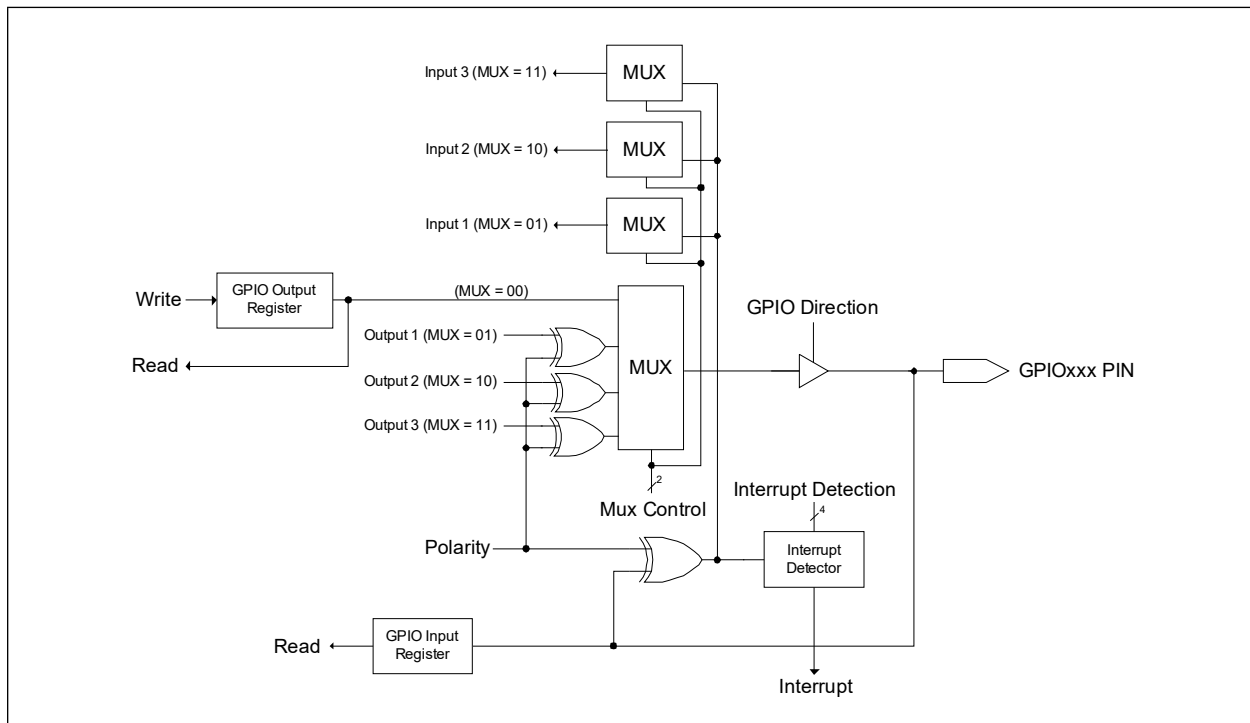 Input 3 (MUX = 11)
MUX
Input 2 (MUX = 10)
MUX
Input 1 (MUX = 01)
MUX
Write
GPIO Output
Register
(MUX = 00)
GPIO Direction
Output 1 (MUX = 01)
Read
MUX
GPIOxxx PIN
Output 2 (MUX = 10)
Output 3 (MUX = 11)
2
Mux Control
Interrupt Detection
4
Polarity
Interrupt
Detector
Read
GPIO Input
Register
Interrupt